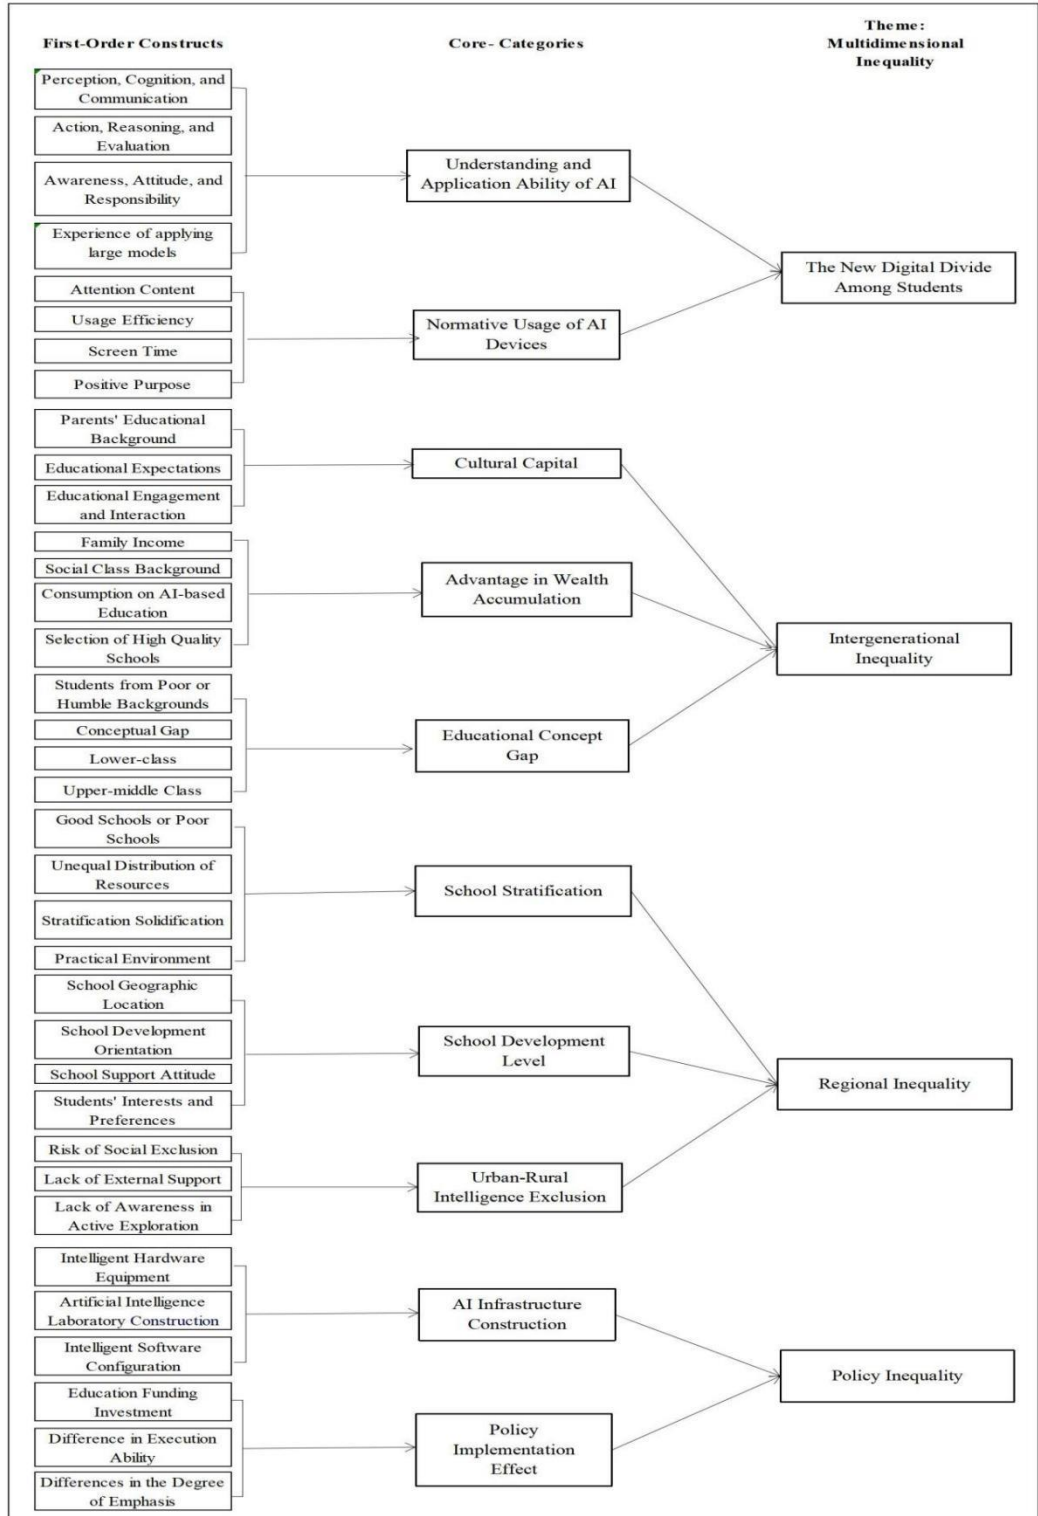 First-Order Constructs
Core- Categories
Theme:
Multidimensional
Inequality
Perception, Cognition, and
Communication
Action, Reasoning, and
Evaluation
Awareness, Attitude, and
Responsibility
Experience of applying
large models
Understanding and
Application Ability of AI
Attention Content
Usage Efficiency
Screen Time
Positive Purpose
Normative Usage of AI
Devices
The New Digital Divide
Among Students
Parents' Educational
Background
Educational Expectations
Educational Engagement
and Interaction
Cultural Capital
Family Income
Social Class Background
Consumption on AI-based
Education
Selection of High Quality
Schools
Advantage in Wealth
Accumulation
Students from Poor or
Humble Backgrounds
Conceptual Gap
Lower-class
Upper-middle Class
Educational Concept
Gap
Intergenerational
Inequality
Good Schools or Poor
Schools
Unequal Distribution of
Resources
Stratification Solidification
Practical Environment
School Stratification
School Geographic
Location
School Development
Orientation
School Support Attitude
Students' Interests and
Preferences
School Development
Level
Risk of Social Exclusion
Lack of External Support
Lack of Awareness in
Active Exploration
Urban-Rural
Intelligence Exclusion
Regional Inequality
Intelligent Hardware
Equipment
Artificial Intelligence
Laboratory Construction
Intelligent Software
Configuration
AI Infrastructure
Construction
Education Funding
Investment
Difference in Execution
Ability
Differences in the Degree
of Emphasis
Policy
Implementation
Effect
Policy Inequality